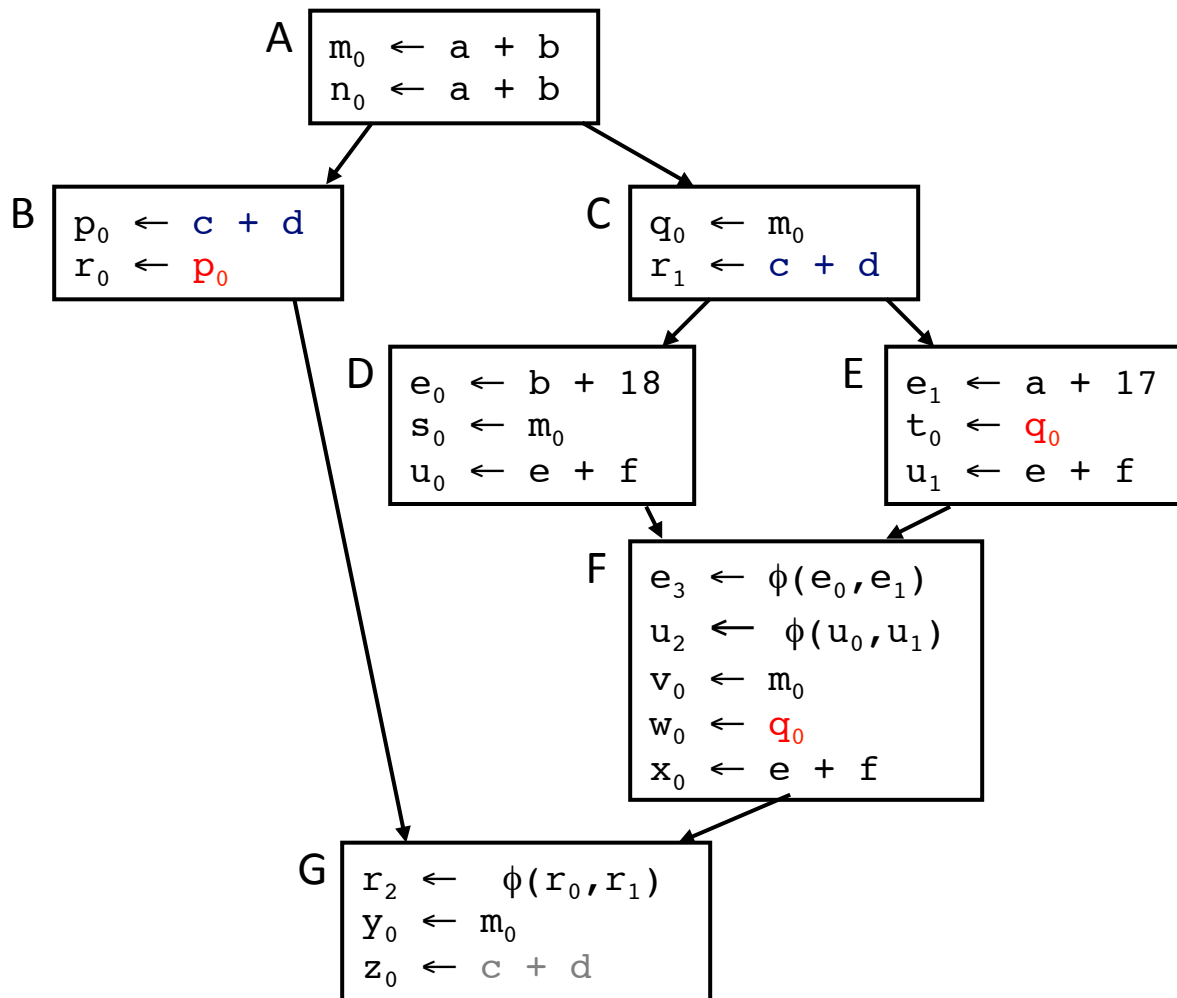 A
m₀ ← a + b
n₀ ← a + b
B
p₀ ← c + d
r₀ ← p₀
C
q₀ ← m₀
r₁ ← c + d
D
e₀ ← b + 18
s₀ ← m₀
u₀ ← e + f
E
e₁ ← a + 17
t₀ ← q₀
u₁ ← e + f
F
e₃ ← ϕ(e₀,e₁)
u₂ ← ϕ(u₀,u₁)
v₀ ← m₀
w₀ ← q₀
x₀ ← e + f
G
r₂ ← ϕ(r₀,r₁)
y₀ ← m₀
z₀ ← c + d